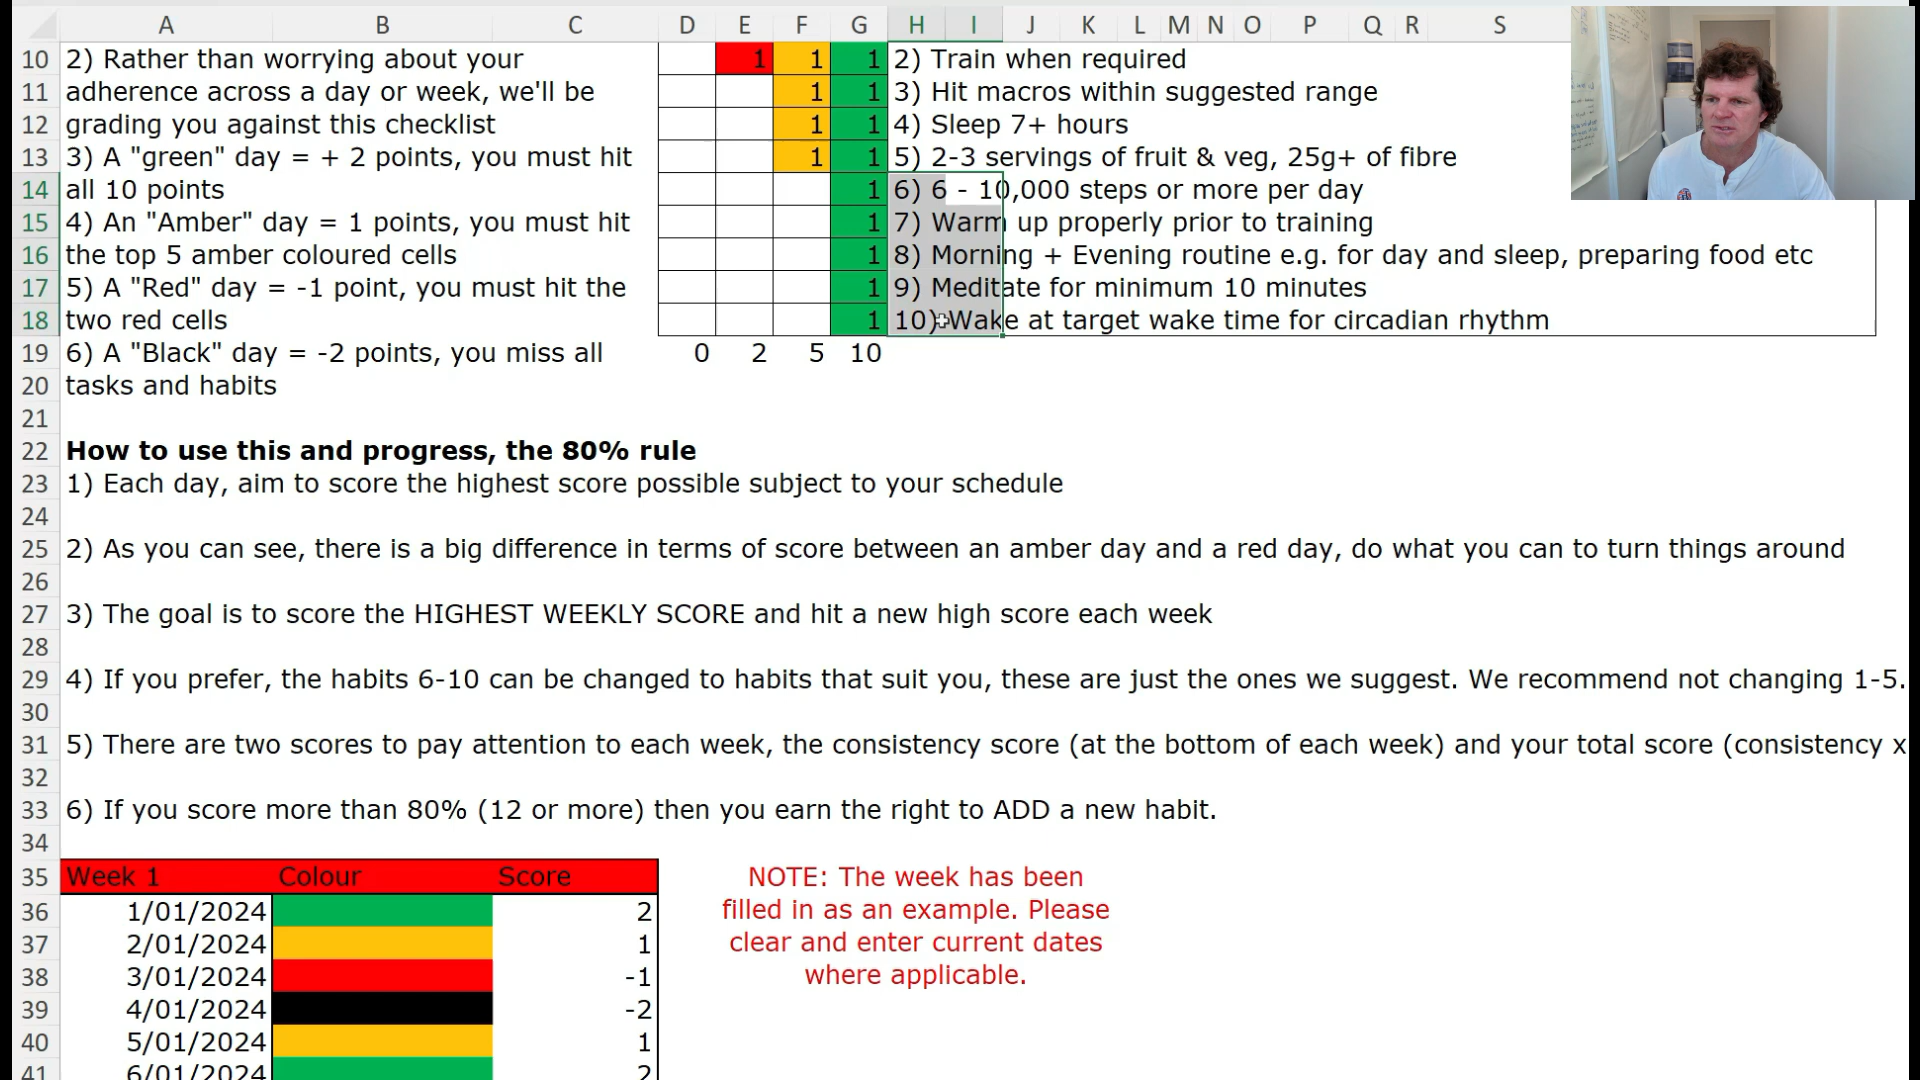 A B C D E F G H I J K L M N O P Q R S
10 2) Rather than worrying about your 1 1 1 2) Train when required
11 adherence across a day or week, we'll be 1 1 3) Hit macros within suggested range
12 grading you against this checklist 1 1 4) Sleep 7+ hours
13 3) A "green" day = + 2 points, you must hit 1 1 5) 2-3 servings of fruit & veg, 25g+ of fibre
14 all 10 points 1 6) 6 - 10,000 steps or more per day
15 4) An "Amber" day = 1 points, you must hit 1 7) Warm up properly prior to training
16 the top 5 amber coloured cells 1 8) Morning + Evening routine e.g. for day and sleep, preparing food etc
17 5) A "Red" day = -1 point, you must hit the 1 9) Meditate for minimum 10 minutes
18 two red cells 1 10) Wake at target wake time for circadian rhythm
19 6) A "Black" day = -2 points, you miss all 0 2 5 10
20 tasks and habits
21
22 How to use this and progress, the 80% rule
23 1) Each day, aim to score the highest score possible subject to your schedule
24
25 2) As you can see, there is a big difference in terms of score between an amber day and a red day, do what you can to turn things around
26
27 3) The goal is to score the HIGHEST WEEKLY SCORE and hit a new high score each week
28
29 4) If you prefer, the habits 6-10 can be changed to habits that suit you, these are just the ones we suggest. We recommend not changing 1-5.
30
31 5) There are two scores to pay attention to each week, the consistency score (at the bottom of each week) and your total score (consistency x
32
33 6) If you score more than 80% (12 or more) then you earn the right to ADD a new habit.
34
35 Week 1 Colour Score NOTE: The week has been
36 1/01/2024 2 filled in as an example. Please
37 2/01/2024 1 clear and enter current dates
38 3/01/2024 -1 where applicable.
39 4/01/2024 -2
40 5/01/2024 1
41 6/01/2024 2